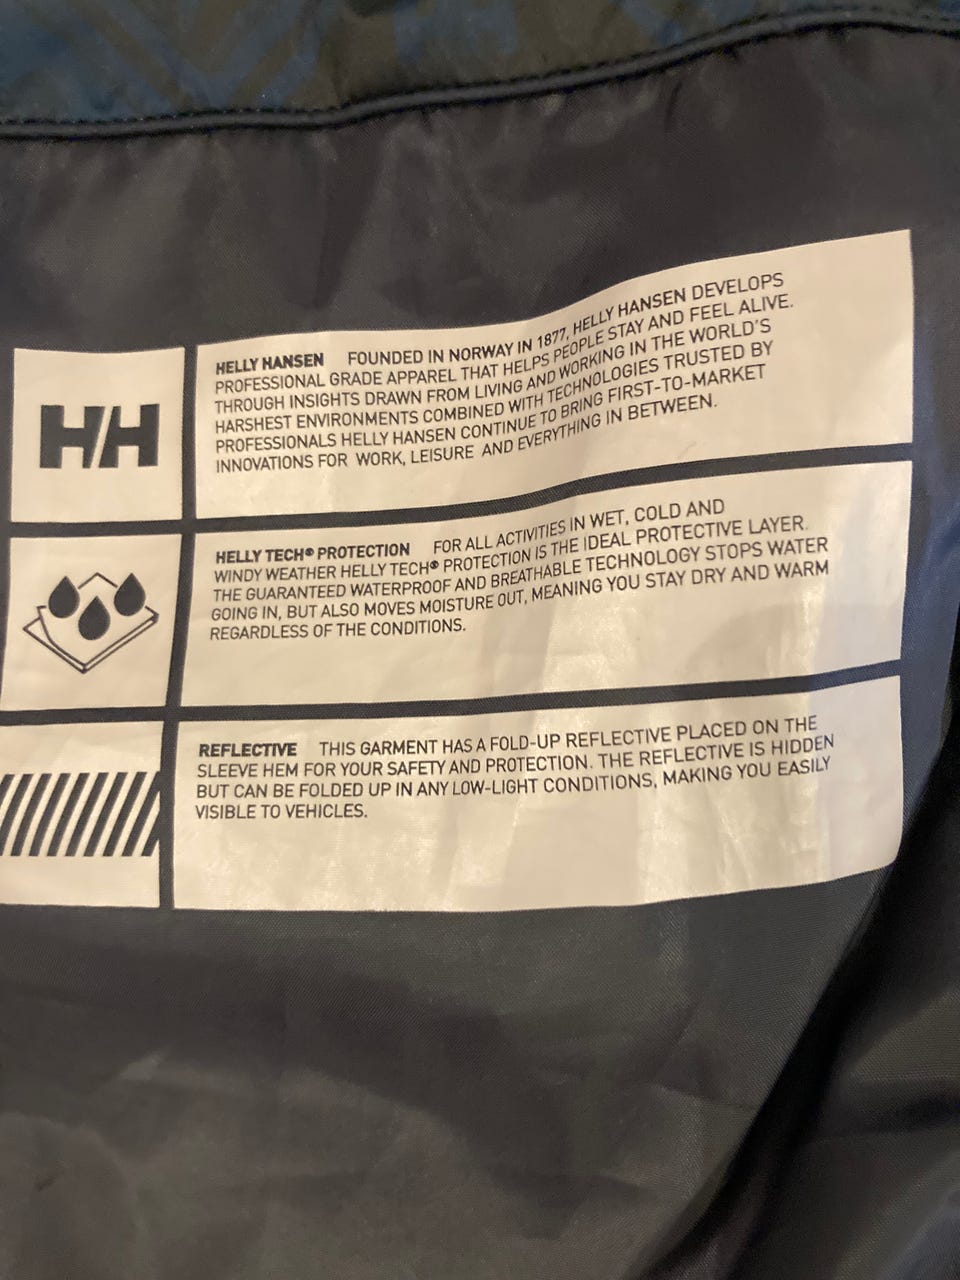 HELLY HANSEN FOUNDED IN NORWAY IN 1877, HELLY HANSEN DEVELOPS
PROFESSIONAL GRADE APPAREL THAT HELPS PEOPLE STAY AND FEEL ALIVE.
THROUGH INSIGHTS DRAWN FROM LIVING AND WORKING IN THE WORLD'S
HARSHEST ENVIRONMENTS COMBINED WITH TECHNOLOGIES TRUSTED BY
PROFESSIONALS HELLY HANSEN CONTINUE TO BRING FIRST-TO-MARKET
INNOVATIONS FOR WORK, LEISURE AND EVERYTHING IN BETWEEN.
H/H
HELLY TECH® PROTECTION FOR ALL ACTIVITIES IN WET, COLD AND
WINDY WEATHER HELLY TECH® PROTECTION IS THE IDEAL PROTECTIVE LAYER.
THE GUARANTEED WATERPROOF AND BREATHABLE TECHNOLOGY STOPS WATER
GOING IN, BUT ALSO MOVES MOISTURE OUT, MEANING YOU STAY DRY AND WARM
REGARDLESS OF THE CONDITIONS.
REFLECTIVE THIS GARMENT HAS A FOLD-UP REFLECTIVE PLACED ON THE
SLEEVE HEM FOR YOUR SAFETY AND PROTECTION. THE REFLECTIVE IS HIDDEN
BUT CAN BE FOLDED UP IN ANY LOW-LIGHT CONDITIONS, MAKING YOU EASILY
VISIBLE TO VEHICLES.